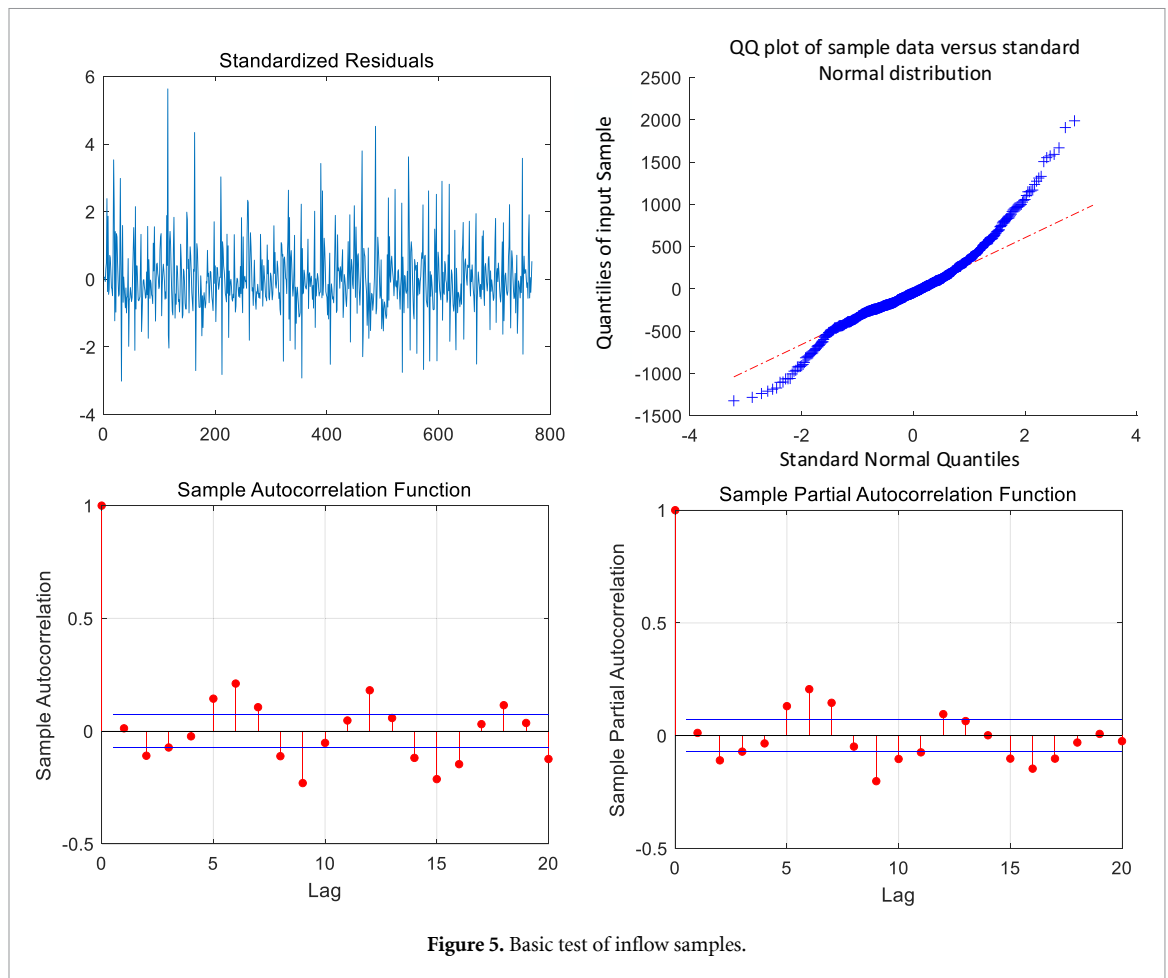 Standardized Residuals
6
4
2
0
-2
-4
0 200 400 600 800
QQ plot of sample data versus standard
Normal distribution
Quantilies of input Sample
2500
2000
1500
1000
500
0
-500
-1000
-1500
-4 -2 0 2 4
Standard Normal Quantiles
Sample Autocorrelation Function
Sample Autocorrelation
1
0.5
0
-0.5
0 5 10 15 20
Lag
Sample Partial Autocorrelation Function
Sample Partial Autocorrelation
1
0.5
0
-0.5
0 5 10 15 20
Lag
Figure 5. Basic test of inflow samples.